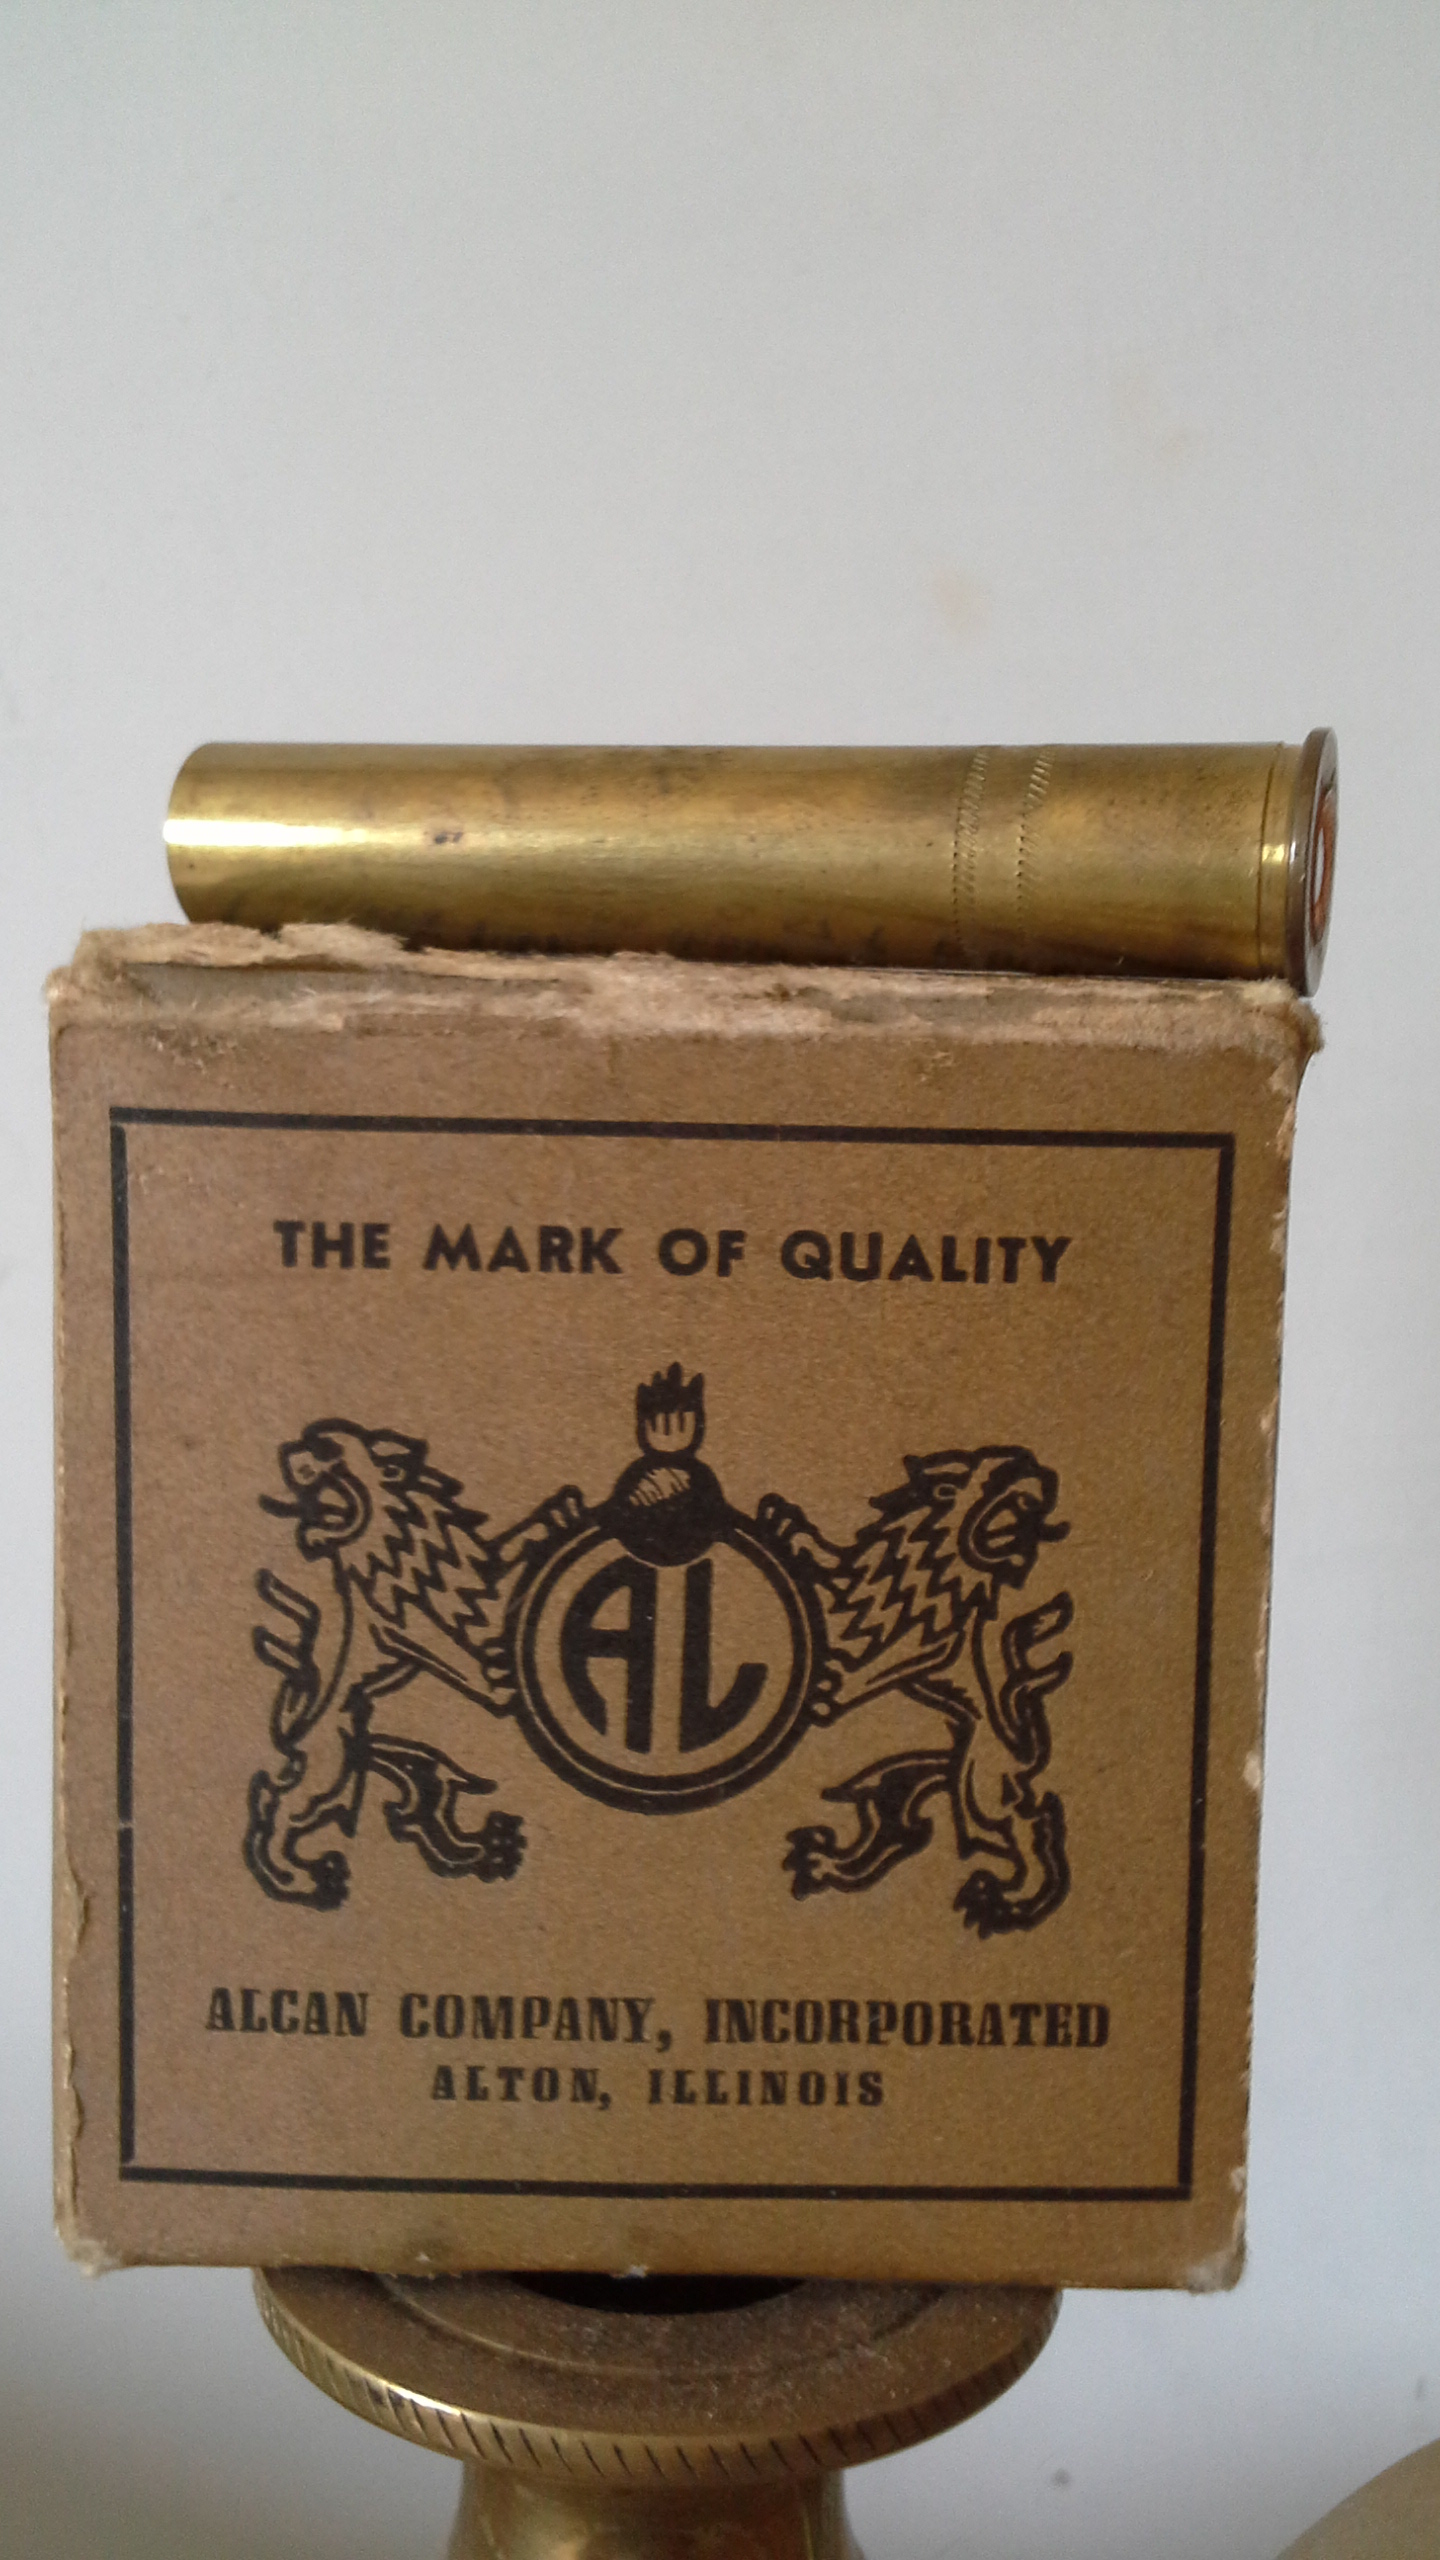 THE MARK OF QUALITY
AL
ALCAN COMPANY, INCORPORATED
ALTON, ILLINOIS